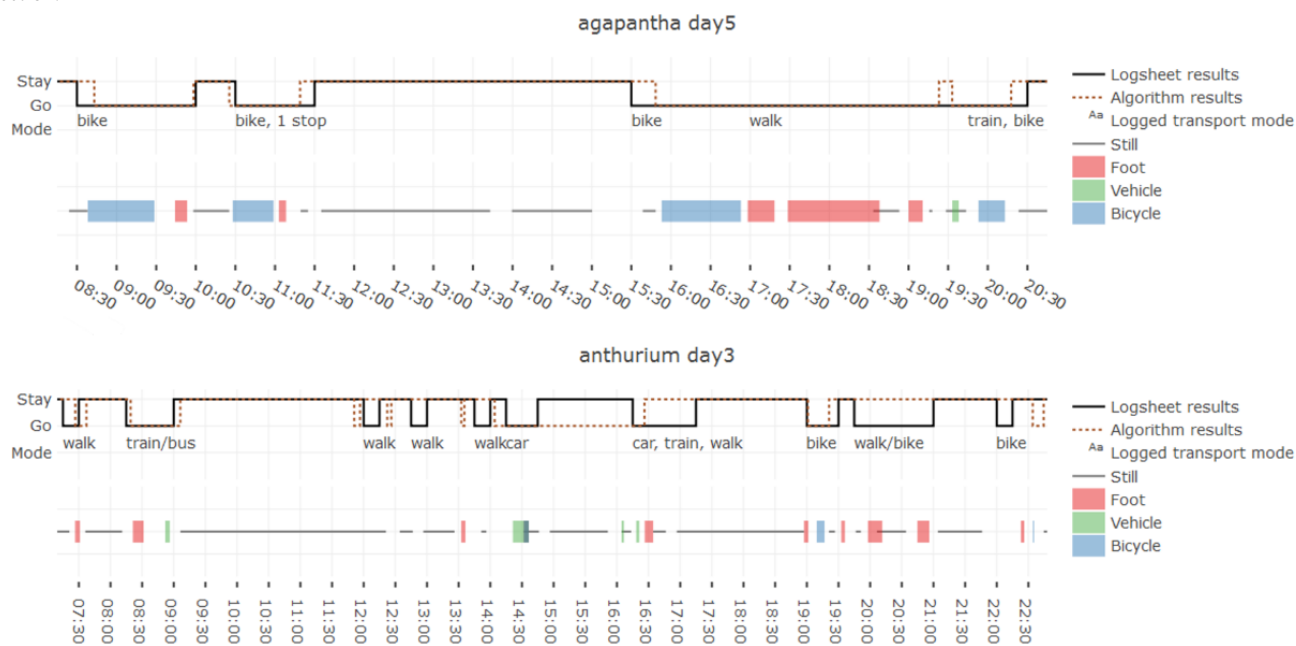 agapantha day5
Stay
Go
Mode
bike
bike, 1 stop
bike
walk
train, bike
Logsheet results
Algorithm results
Aa Logged transport mode
Still
Foot
Vehicle
Bicycle
08:30 09:00 09:30 10:00 10:30 11:00 11:30 12:00 12:30 13:00 13:30 14:00 14:30 15:00 15:30 16:00 16:30 17:00 17:30 18:00 18:30 19:00 19:30 20:00 20:30
anthurium day3
Stay
Go
Mode
walk
train/bus
walk
walk
walk
car
car, train, walk
bike
walk/bike
bike
Logsheet results
Algorithm results
Aa Logged transport mode
Still
Foot
Vehicle
Bicycle
07:30 08:00 08:30 09:00 09:30 10:00 10:30 11:00 11:30 12:00 12:30 13:00 13:30 14:00 14:30 15:00 15:30 16:00 16:30 17:00 17:30 18:00 18:30 19:00 19:30 20:00 20:30 21:00 21:30 22:00 22:30